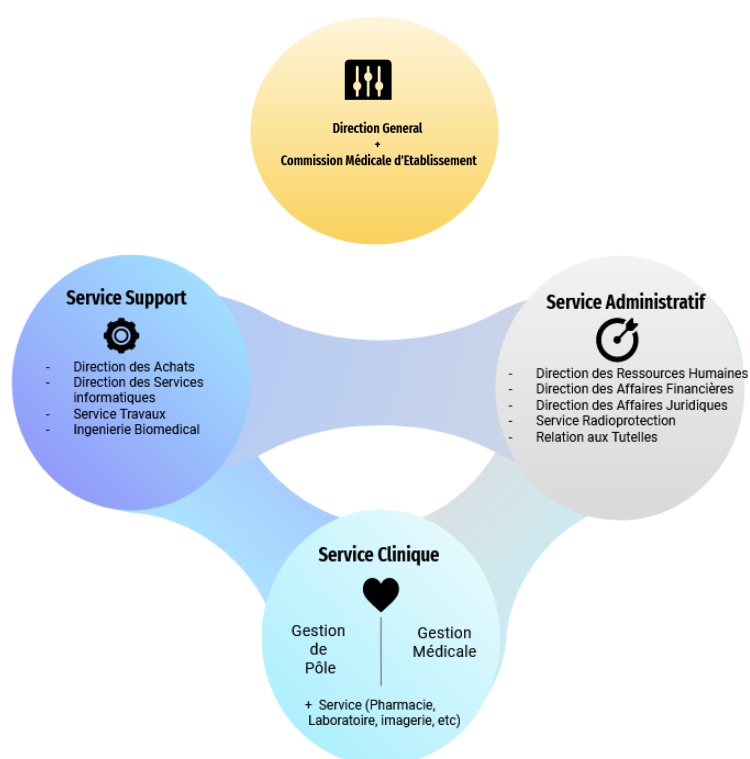 Direction General
+
Commission Médicale d'Etablissement
Service Support
- Direction des Achats
- Direction des Services
informatiques
- Service Travaux
- Ingenierie Biomedical
Service Administratif
- Direction des Ressources Humaines
- Direction des Affaires Financières
- Direction des Affaires Juridiques
- Service Radioprotection
- Relation aux Tutelles
Service Clinique
Gestion
de
Pôle
Gestion
Médicale
+ Service (Pharmacie,
Laboratoire, imagerie, etc)